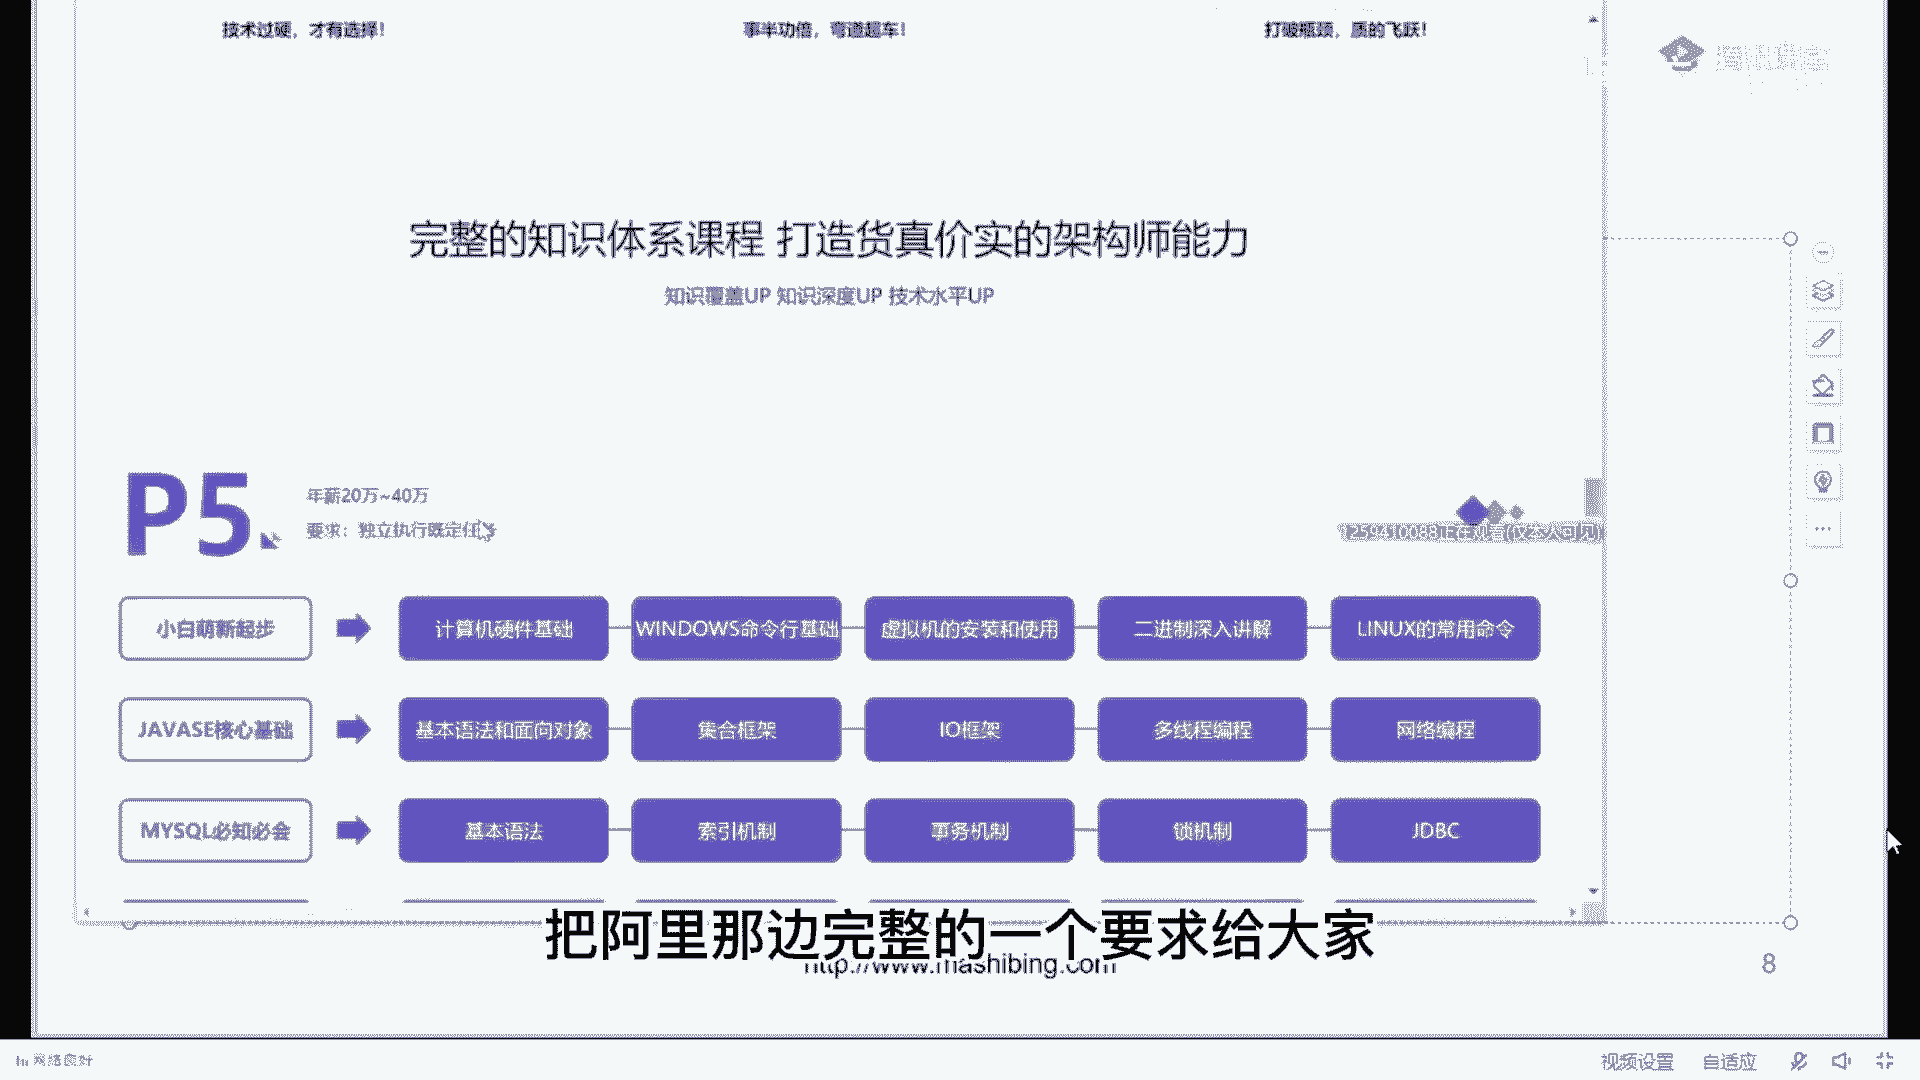 技术过硬，才有选择！
事半功倍，弯道超车！
打破瓶颈，质的飞跃！
腾讯课堂
完整的知识体系课程 打造货真价实的架构师能力
知识覆盖UP 知识深度UP 技术水平UP
P5
年薪20万~40万
要求：独立执行既定任务
1259410088正在观看(仅本人可见)
小白萌新起步
计算机硬件基础
WINDOWS命令行基础
虚拟机的安装和使用
二进制深入讲解
LINUX的常用命令
JAVASE核心基础
基本语法和面向对象
集合框架
IO框架
多线程编程
网络编程
MYSQL必知必会
基本语法
索引机制
事务机制
锁机制
JDBC
把阿里那边完整的一个要求给大家
http://www.mashibing.com
8
网络良好
视频设置
自适应